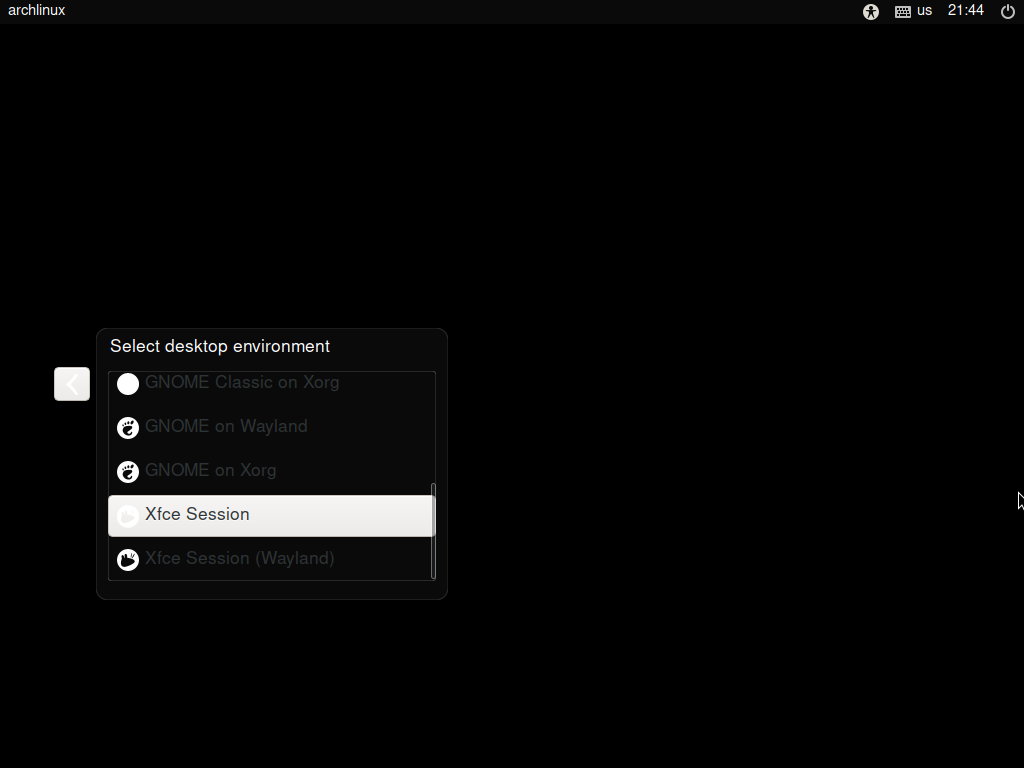 archlinux
us
21:44
Select desktop environment
GNOME Classic on Xorg
GNOME on Wayland
GNOME on Xorg
Xfce Session
Xfce Session (Wayland)